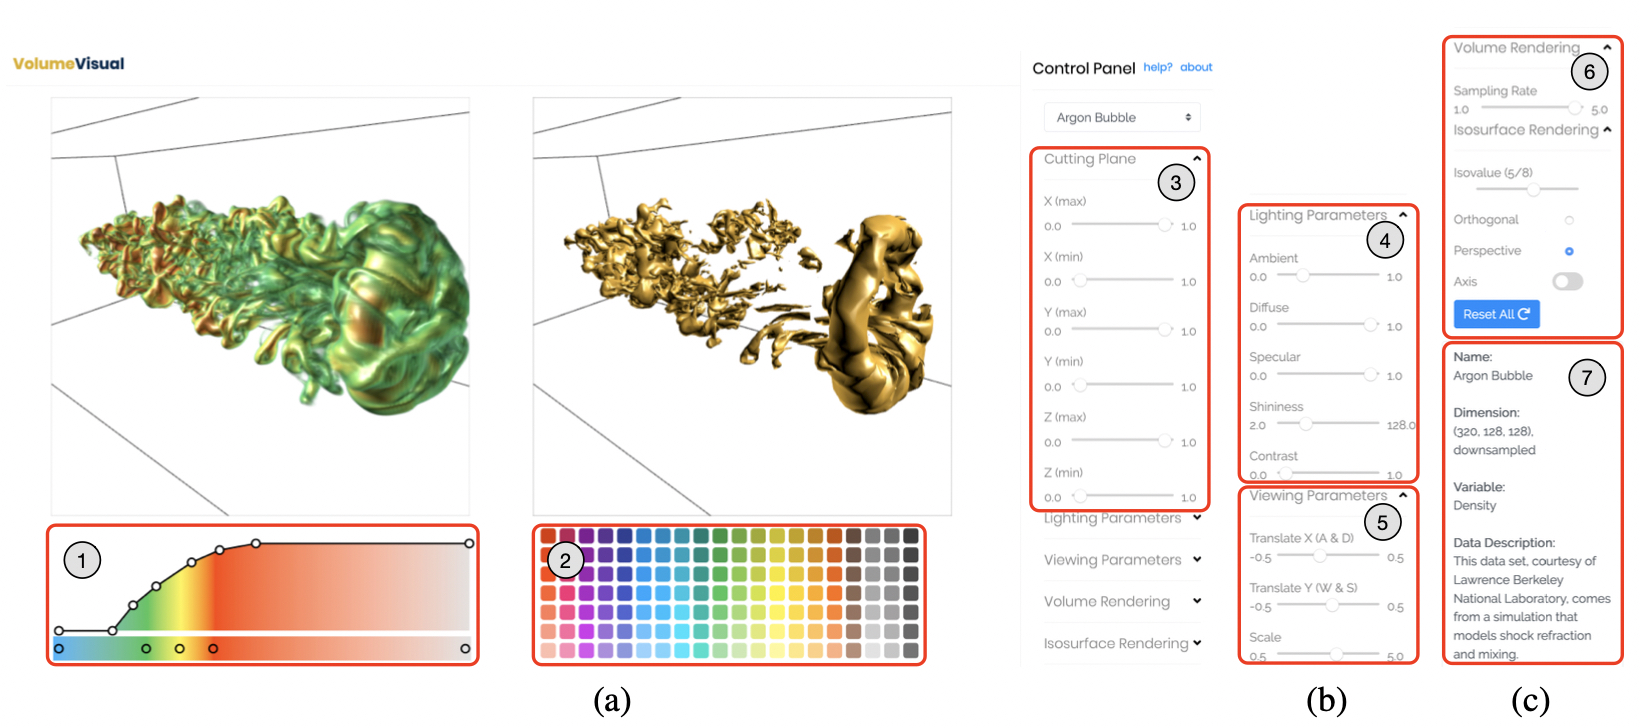 VolumeVisual
Control Panel help? about
Argon Bubble
Cutting Plane
3
X (max)
0.0 1.0
X (min)
0.0 1.0
Y (max)
0.0 1.0
Y (min)
0.0 1.0
Z (max)
0.0 1.0
Z (min)
0.0 1.0
Lighting Parameters
Viewing Parameters
Volume Rendering
Isosurface Rendering
1
2
(a)
Lighting Parameters
4
Ambient
0.0 1.0
Diffuse
0.0 1.0
Specular
0.0 1.0
Shininess
2.0 128.0
Contrast
0.0 1.0
Viewing Parameters
5
Translate X (A & D)
-0.5 0.5
Translate Y (W & S)
-0.5 0.5
Scale
0.5 5.0
(b)
Volume Rendering
6
Sampling Rate
1.0 5.0
Isosurface Rendering
Isovalue (5/8)
Orthogonal
Perspective
Axis
Reset All
Name:
Argon Bubble
7
Dimension:
(320, 128, 128),
downsampled
Variable:
Density
Data Description:
This data set, courtesy of
Lawrence Berkeley
National Laboratory, comes
from a simulation that
models shock refraction
and mixing.
(c)